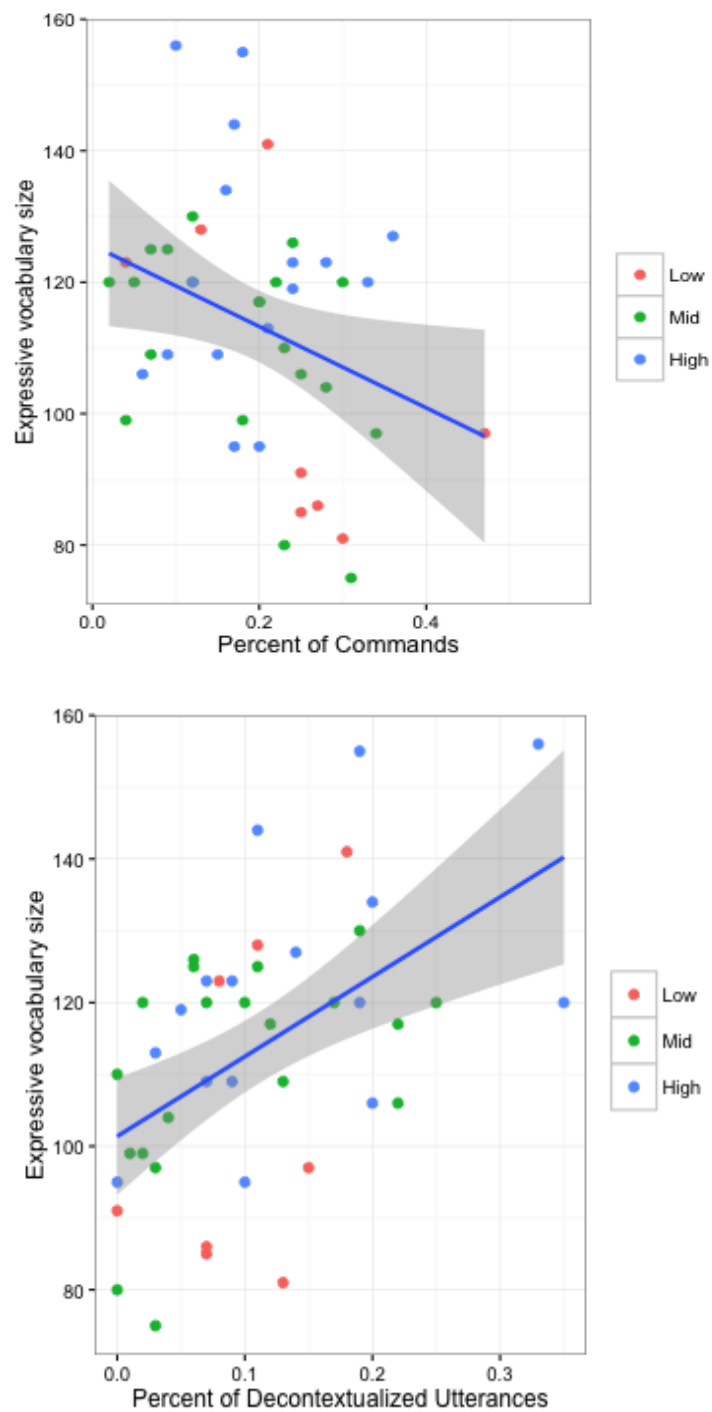 160
140
120
100
80
Expressive vocabulary size
0.0
0.2
0.4
Percent of Commands
Low
Mid
High
160
140
120
100
80
Expressive vocabulary size
0.0
0.1
0.2
0.3
Percent of Decontextualized Utterances
Low
Mid
High